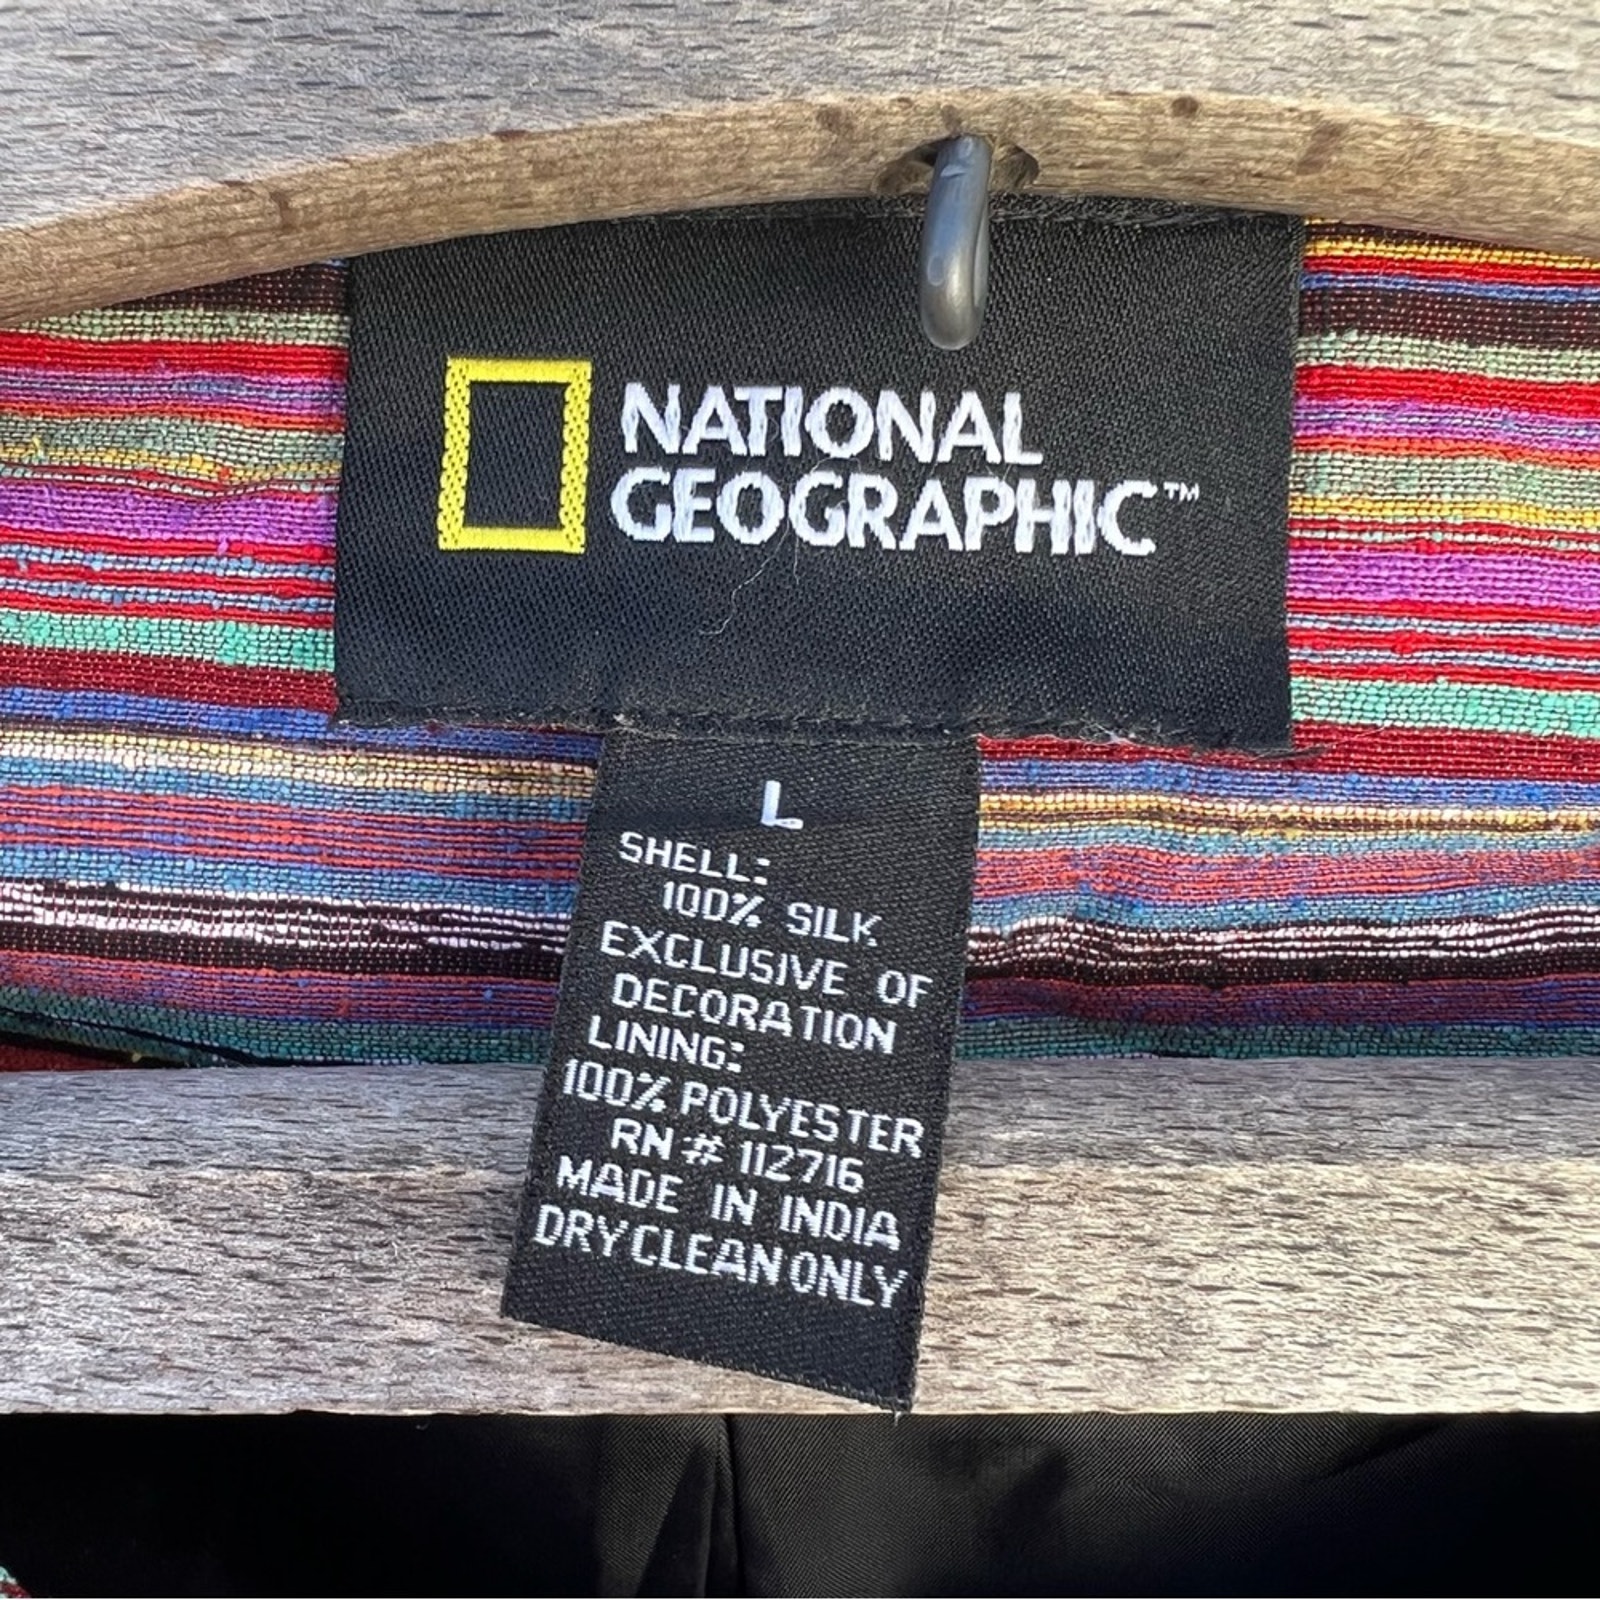 NATIONAL
GEOGRAPHIC™
L
SHELL:
100% SILK
EXCLUSIVE OF
DECORATION
LINING:
100% POLYESTER
RN # 112716
MADE IN INDIA
DRY CLEAN ONLY